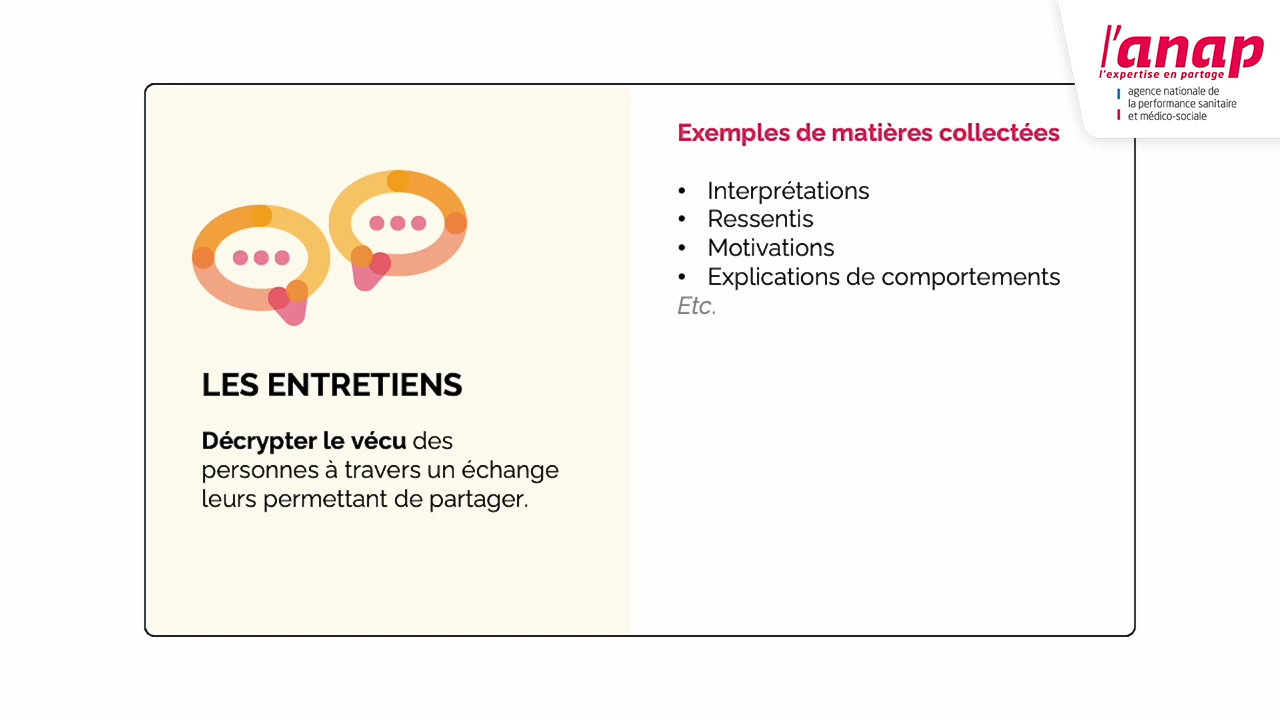 l'anap
l'expertise en partage
agence nationale de
la performance sanitaire
et médico-sociale
LES ENTRETIENS
Décrypter le vécu des
personnes à travers un échange
leurs permettant de partager.
Exemples de matières collectées
• Interprétations
• Ressentis
• Motivations
• Explications de comportements
Etc.